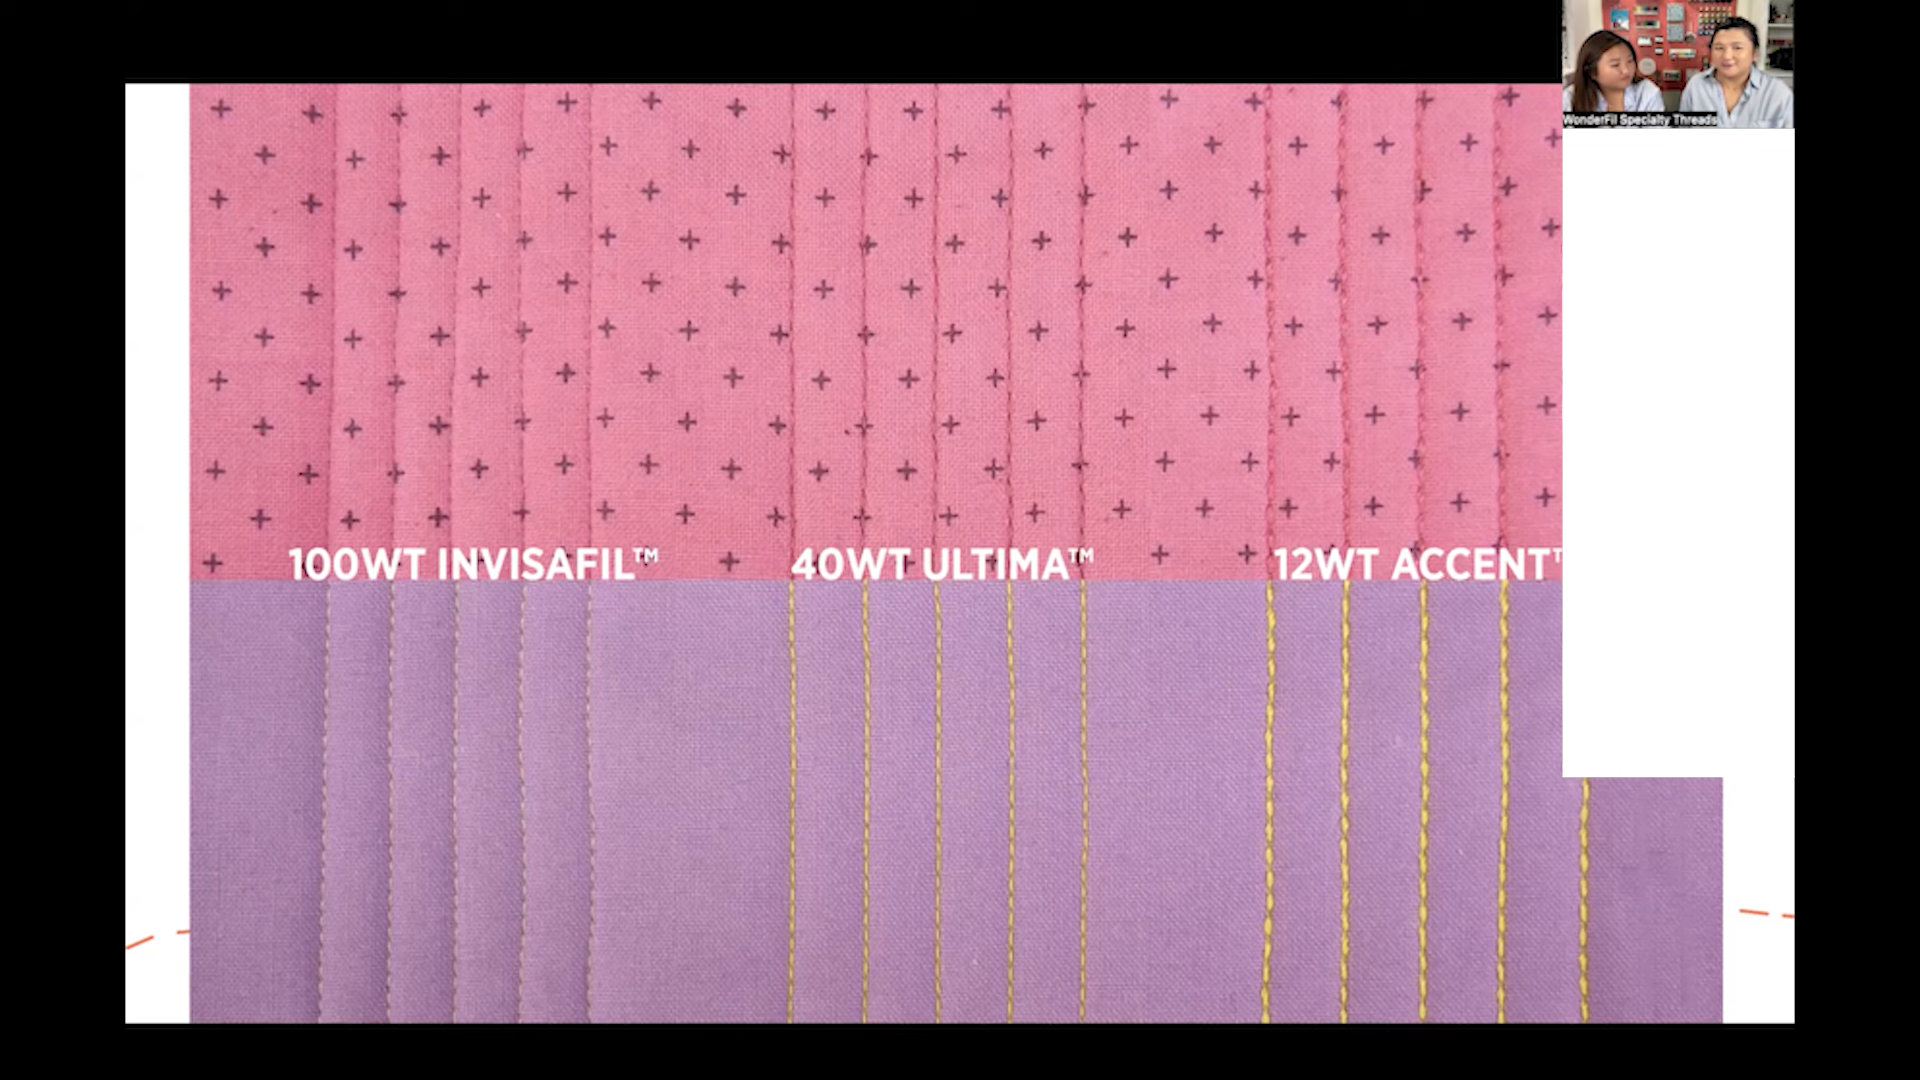 WonderFil Specialty Threads
100WT INVISAFIL™
40WT ULTIMA™
12WT ACCENT